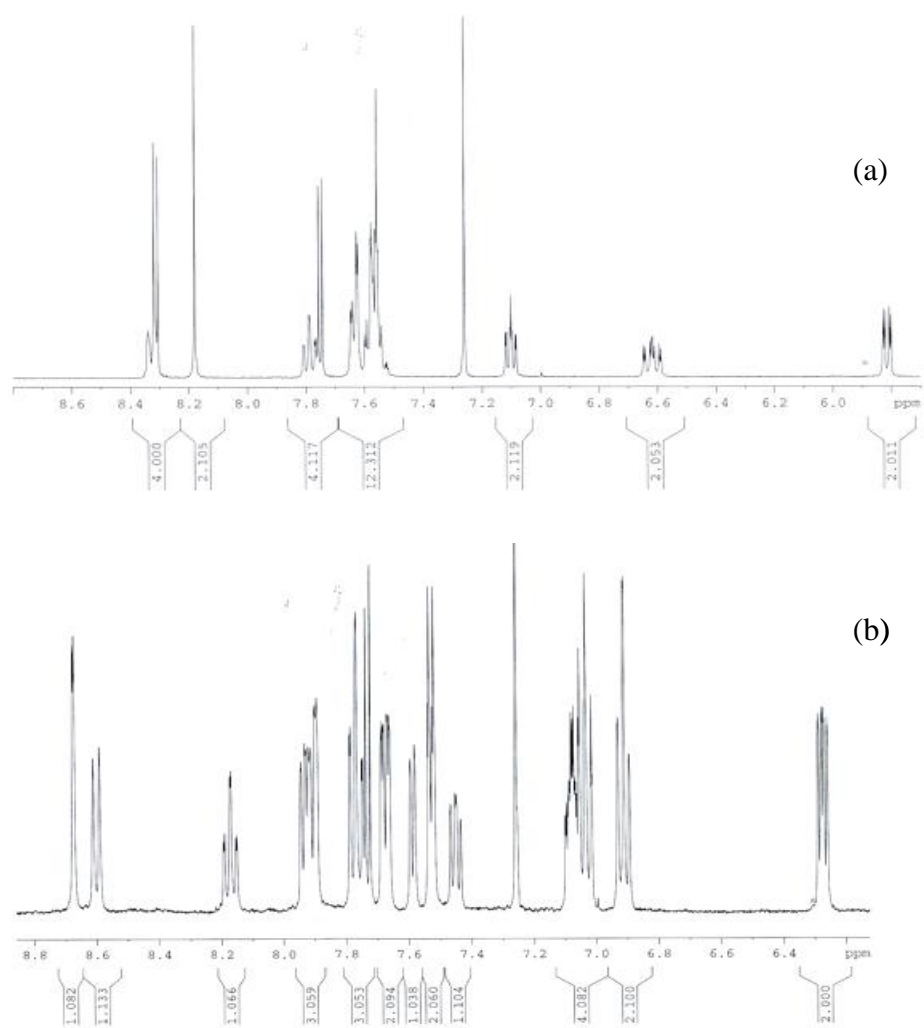 (a)
8.6 8.4 8.2 8.0 7.8 7.6 7.4 7.2 7.0 6.8 6.6 6.4 6.2 6.0 ppm
4.000 2.105 4.117 12.312 2.119 2.053 2.011
(b)
8.8 8.6 8.4 8.2 8.0 7.8 7.6 7.4 7.2 7.0 6.8 6.6 6.4 ppm
1.082 1.133 1.066 3.059 3.053 2.094 1.038 2.060 1.104 4.082 2.100 2.000